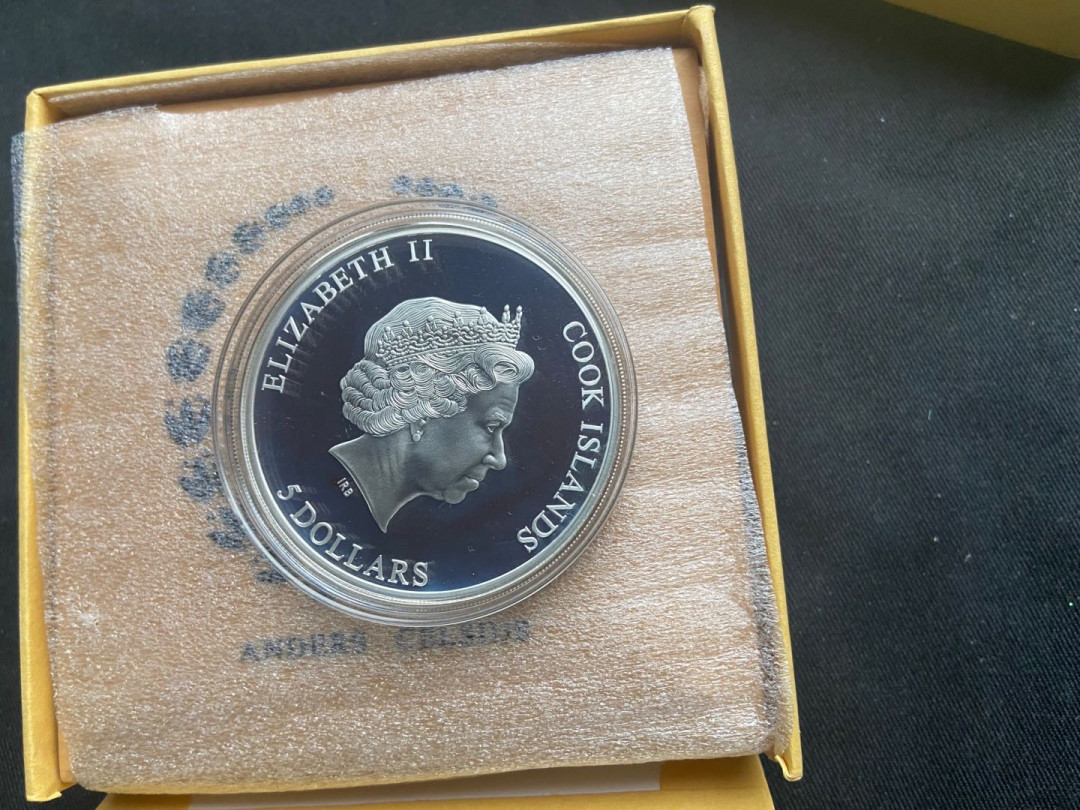 ELIZABETH II
COOK ISLANDS
5 DOLLARS
IRB
ANDERS CELSIUS